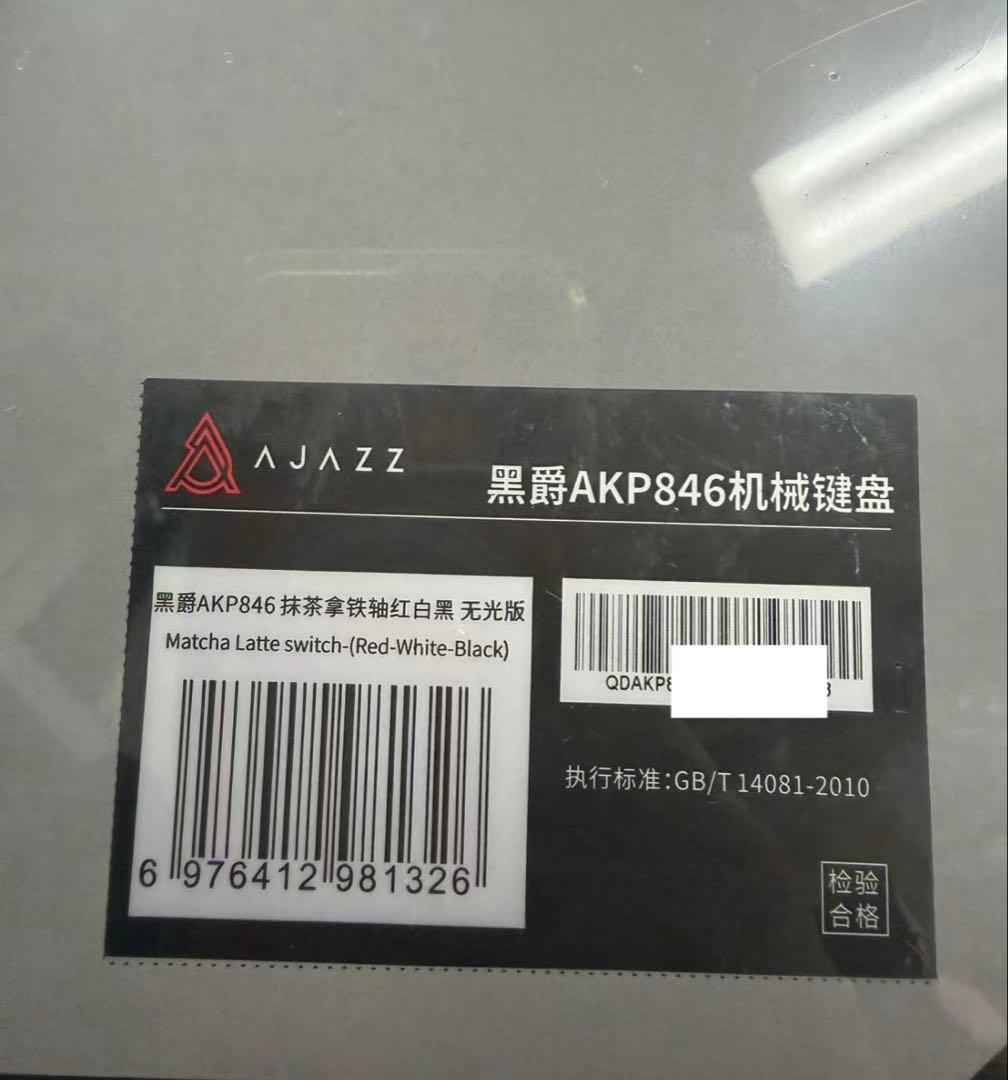 AJAZZ
黑爵AKP846机械键盘
黑爵AKP846 抹茶拿铁轴红白黑 无光版
Matcha Latte switch-(Red-White-Black)
6 976412 981326
QDAKP8
执行标准:GB/T 14081-2010
检验
合格